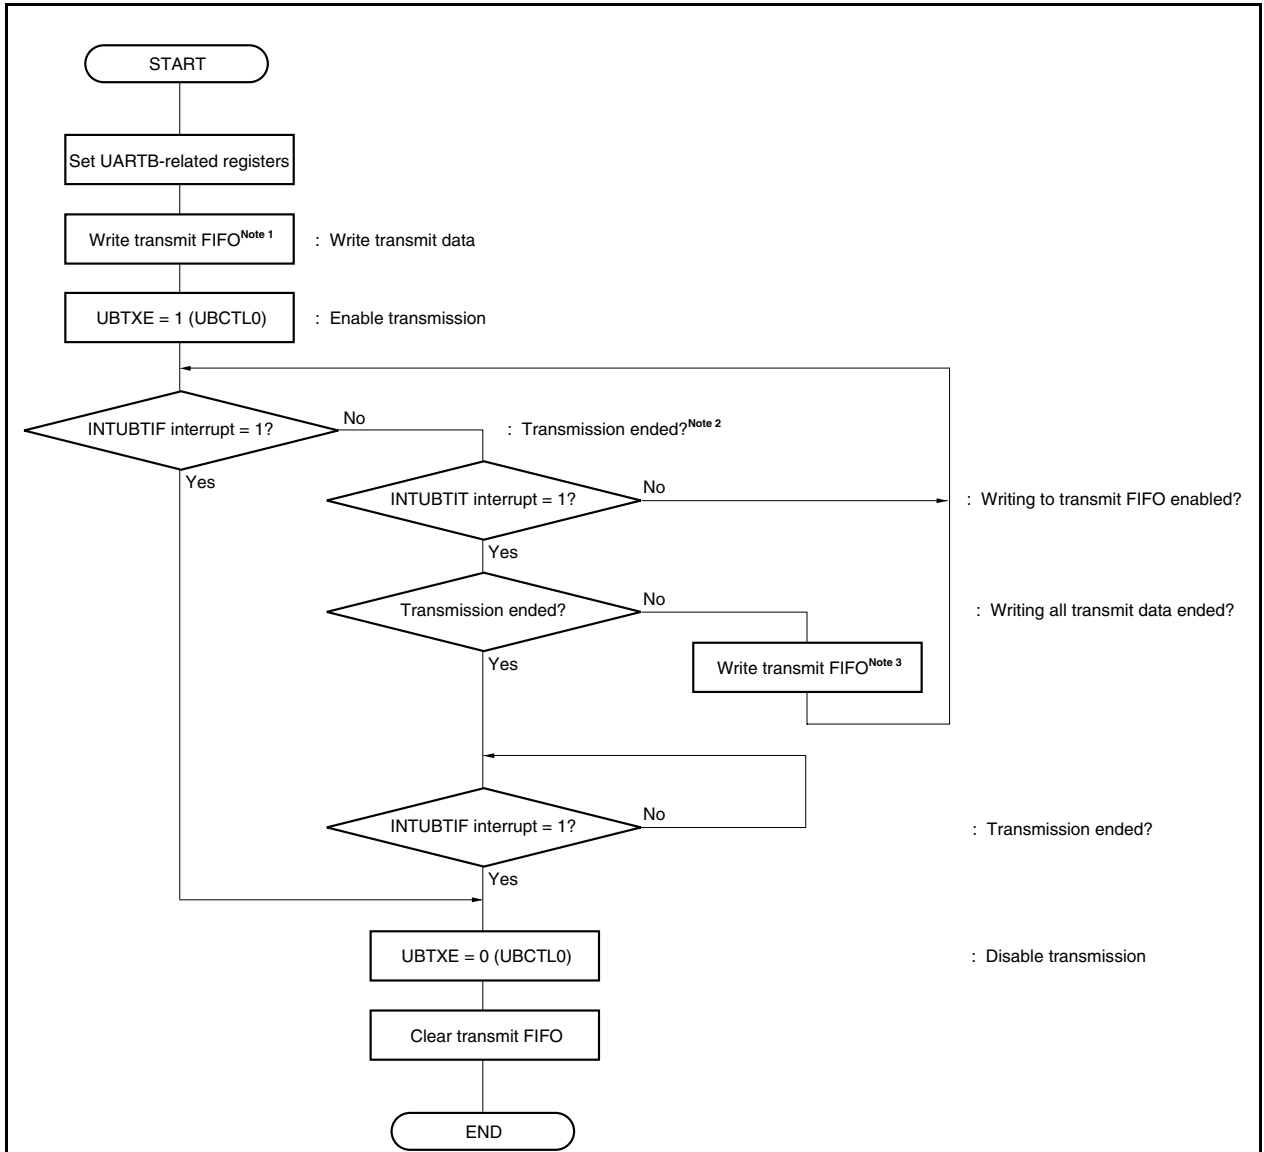 START
Set UARTB-related registers
Write transmit FIFONote 1 : Write transmit data
UBTXE = 1 (UBCTL0) : Enable transmission
INTUBTIF interrupt = 1?
No
: Transmission ended?Note 2
Yes
INTUBTIT interrupt = 1?
No
: Writing to transmit FIFO enabled?
Yes
Transmission ended?
No
: Writing all transmit data ended?
Yes
Write transmit FIFONote 3
INTUBTIF interrupt = 1?
No
: Transmission ended?
Yes
UBTXE = 0 (UBCTL0) : Disable transmission
Clear transmit FIFO
END